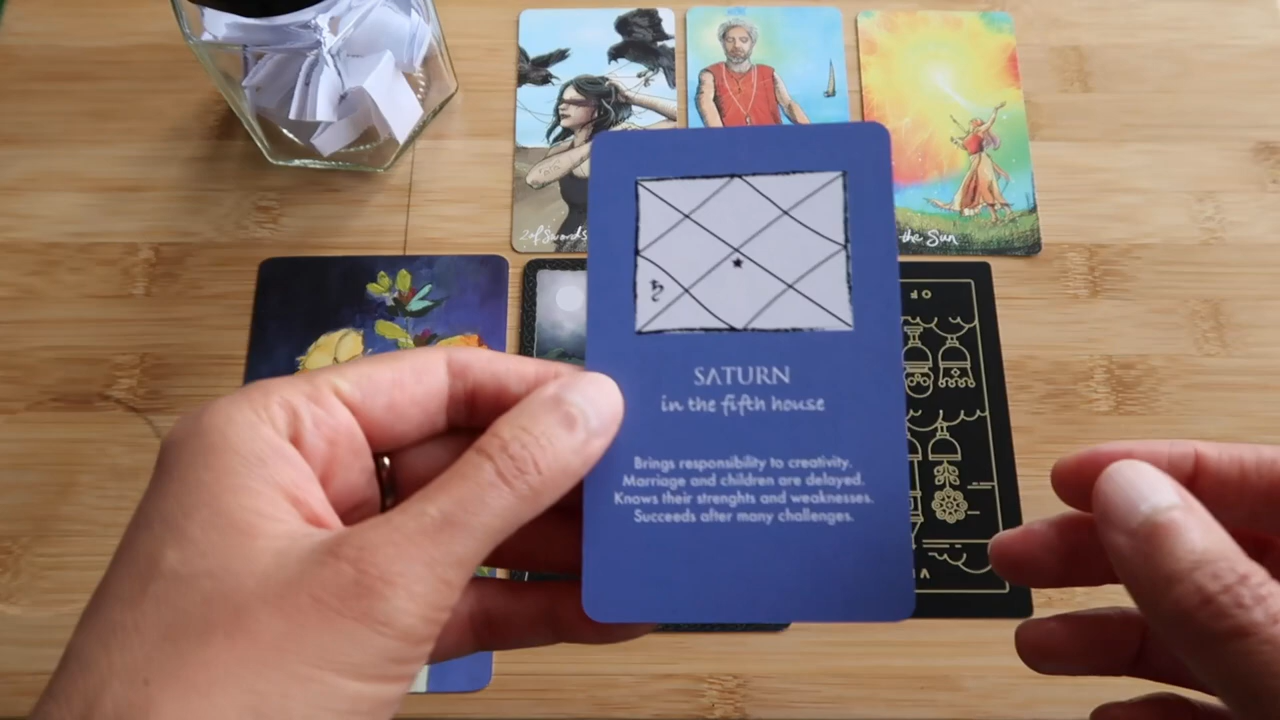 2 of Swords
the Sun
SATURN
in the fifth house
Brings responsibility to creativity.
Marriage and children are delayed.
Knows their strenghts and weaknesses.
Succeeds after many challenges.
OF